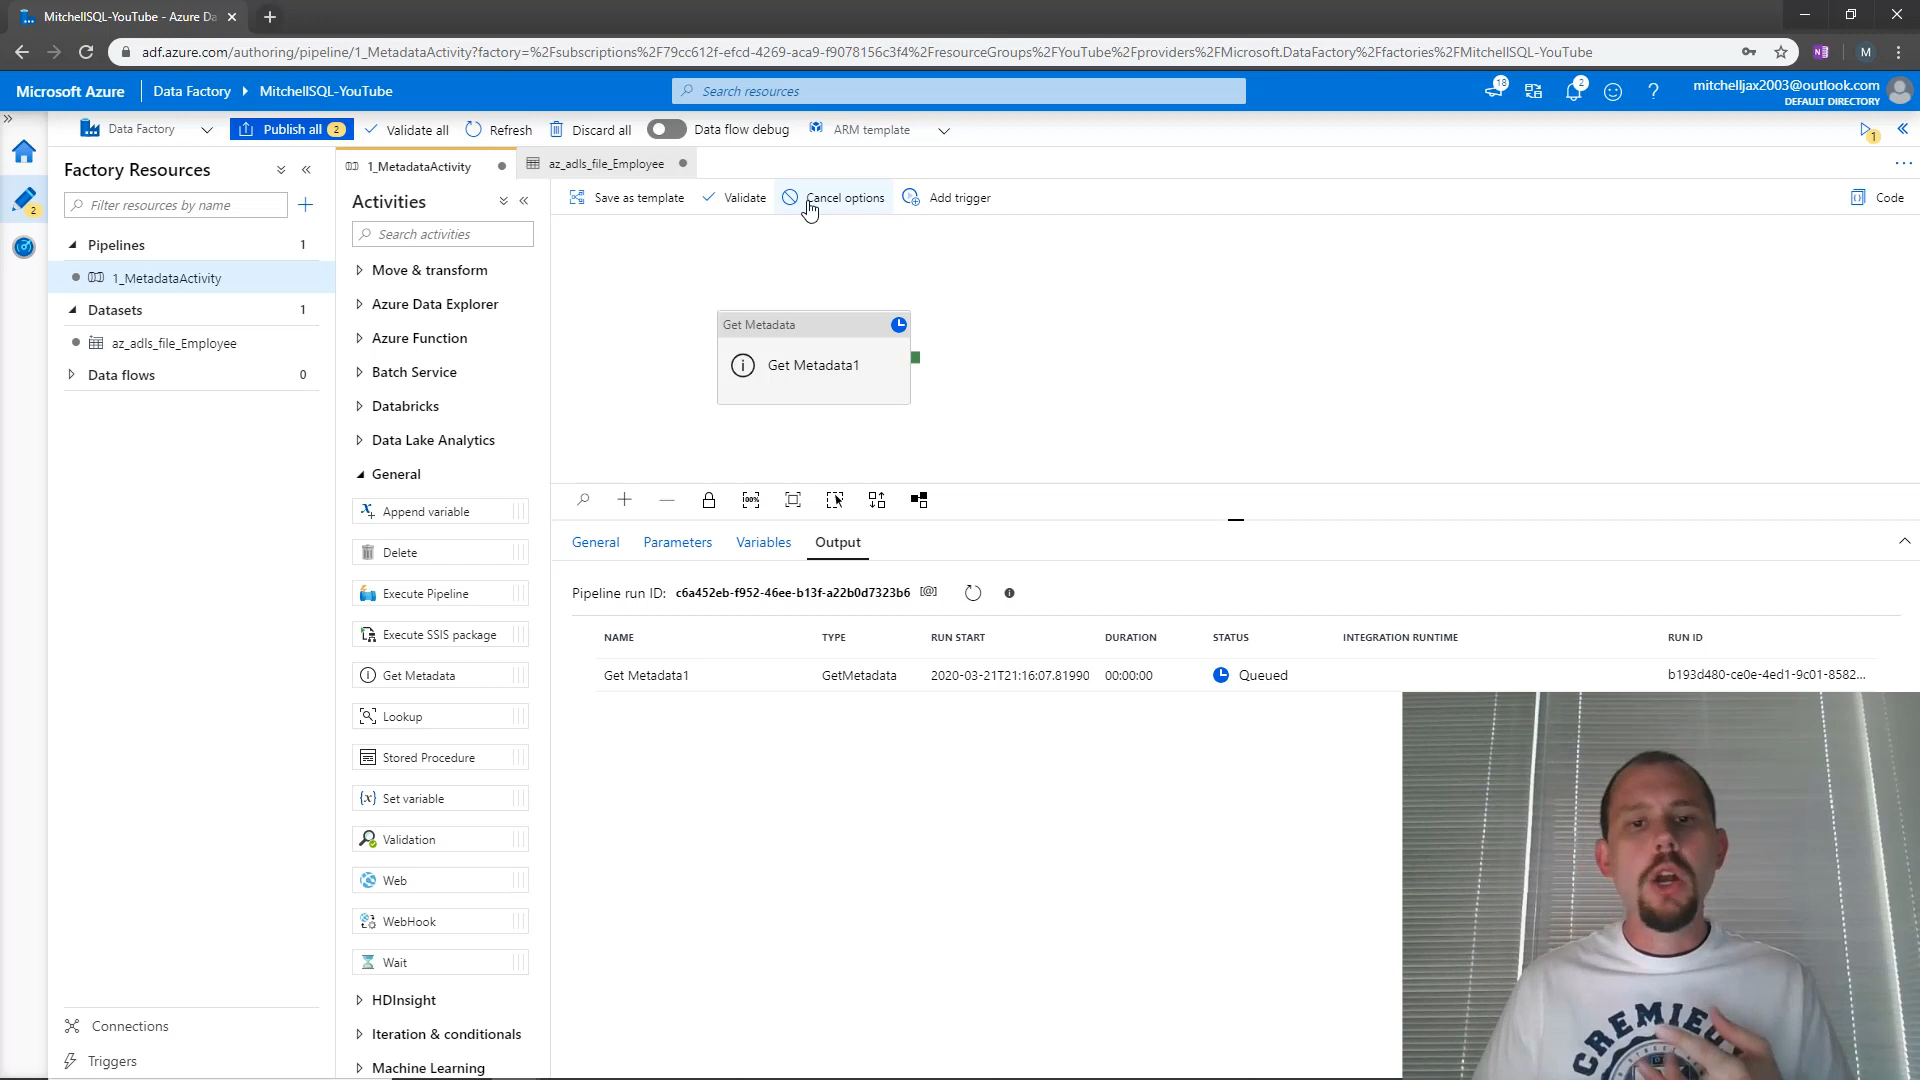 MitchellSQL-YouTube - Azure Da
adf.azure.com/authoring/pipeline/1_MetadataActivity?factory=%2Fsubscriptions%2F79cc612f-efcd-4269-aca9-f9078156c3f4%2FresourceGroups%2FYouTube%2Fproviders%2FMicrosoft.DataFactory%2Ffactories%2FMitchellSQL-YouTube
M
Microsoft Azure
Data Factory
MitchellSQL-YouTube
Search resources
18
2
mitchelljax2003@outlook.com
DEFAULT DIRECTORY
Data Factory
Publish all 2
Validate all
Refresh
Discard all
Data flow debug
ARM template
1
2
Factory Resources
Filter resources by name
Pipelines 1
1_MetadataActivity
Datasets 1
az_adls_file_Employee
Data flows 0
Connections
Triggers
1_MetadataActivity
az_adls_file_Employee
Activities
Search activities
Move & transform
Azure Data Explorer
Azure Function
Batch Service
Databricks
Data Lake Analytics
General
Append variable
Delete
Execute Pipeline
Execute SSIS package
Get Metadata
Lookup
Stored Procedure
Set variable
Validation
Web
WebHook
Wait
HDInsight
Iteration & conditionals
Machine Learning
Save as template
Validate
Cancel options
Add trigger
Code
Get Metadata
Get Metadata1
100%
General
Parameters
Variables
Output
Pipeline run ID: c6a452eb-f952-46ee-b13f-a22b0d7323b6
NAME TYPE RUN START DURATION STATUS INTEGRATION RUNTIME RUN ID
Get Metadata1 GetMetadata 2020-03-21T21:16:07.81990 00:00:00 Queued b193d480-ce0e-4ed1-9c01-8582...